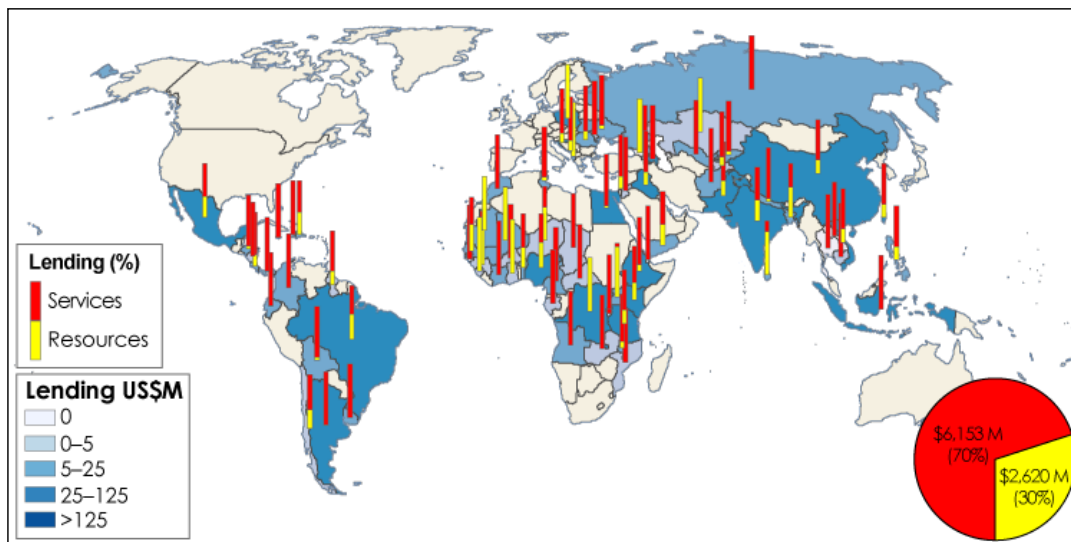 Lending (%)
Services
Resources
Lending US$M
0
0–5
5–25
25–125
>125
$6,153 M
(70%)
$2,620 M
(30%)